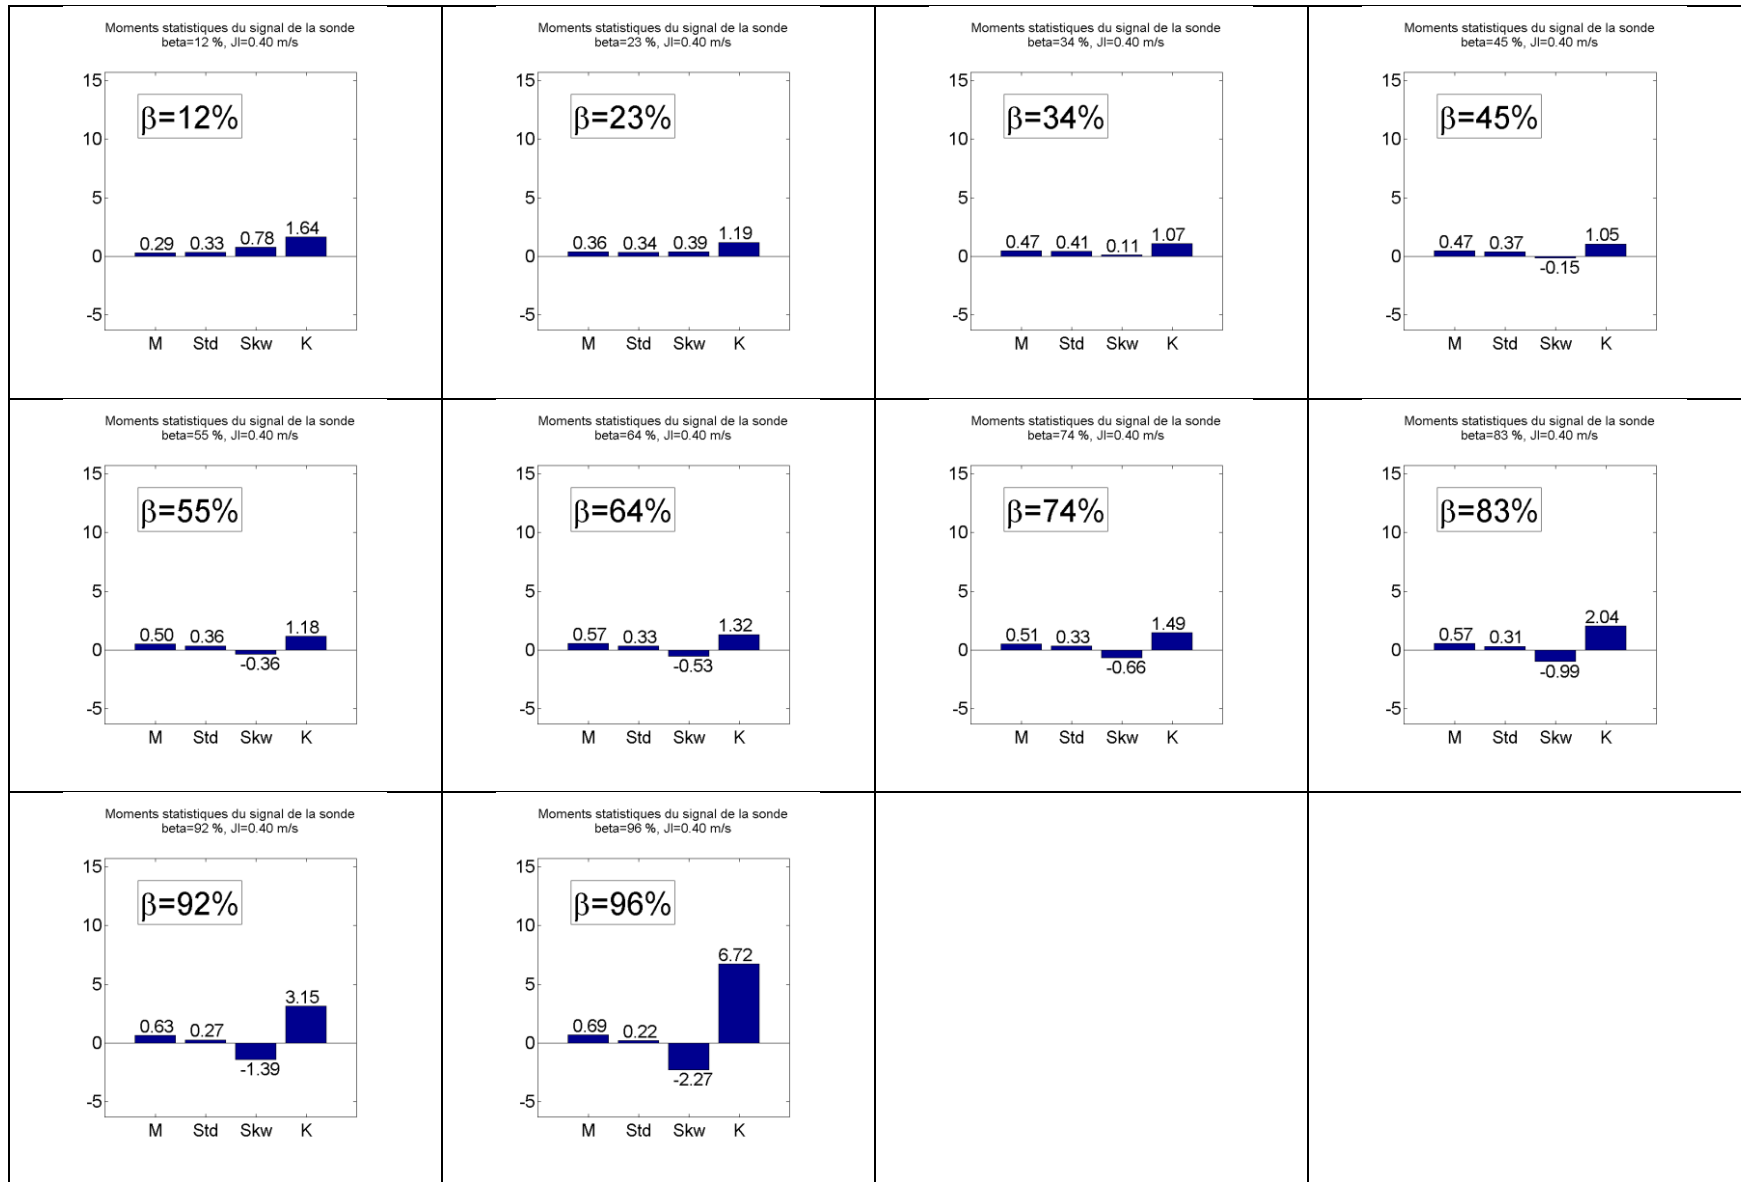 Moments statistiques du signal de la sonde
beta=12 %, Jl=0.40 m/s
15
β=12%
10
5
0.29 0.33 0.78 1.64
0
-5
M Std Skw K
Moments statistiques du signal de la sonde
beta=23 %, Jl=0.40 m/s
15
β=23%
10
5
0.36 0.34 0.39 1.19
0
-5
M Std Skw K
Moments statistiques du signal de la sonde
beta=34 %, Jl=0.40 m/s
15
β=34%
10
5
0.47 0.41 0.11 1.07
0
-5
M Std Skw K
Moments statistiques du signal de la sonde
beta=45 %, Jl=0.40 m/s
15
β=45%
10
5
0.47 0.37 1.05
0
-0.15
-5
M Std Skw K
Moments statistiques du signal de la sonde
beta=55 %, Jl=0.40 m/s
15
β=55%
10
5
0.50 0.36 1.18
0
-0.36
-5
M Std Skw K
Moments statistiques du signal de la sonde
beta=64 %, Jl=0.40 m/s
15
β=64%
10
5
0.57 0.33 1.32
0
-0.53
-5
M Std Skw K
Moments statistiques du signal de la sonde
beta=74 %, Jl=0.40 m/s
15
β=74%
10
5
0.51 0.33 1.49
0
-0.66
-5
M Std Skw K
Moments statistiques du signal de la sonde
beta=83 %, Jl=0.40 m/s
15
β=83%
10
5
0.57 0.31 2.04
0
-0.99
-5
M Std Skw K
Moments statistiques du signal de la sonde
beta=92 %, Jl=0.40 m/s
15
β=92%
10
5
3.15
0.63 0.27
0
-1.39
-5
M Std Skw K
Moments statistiques du signal de la sonde
beta=96 %, Jl=0.40 m/s
15
β=96%
10
6.72
5
0.69 0.22
0
-2.27
-5
M Std Skw K